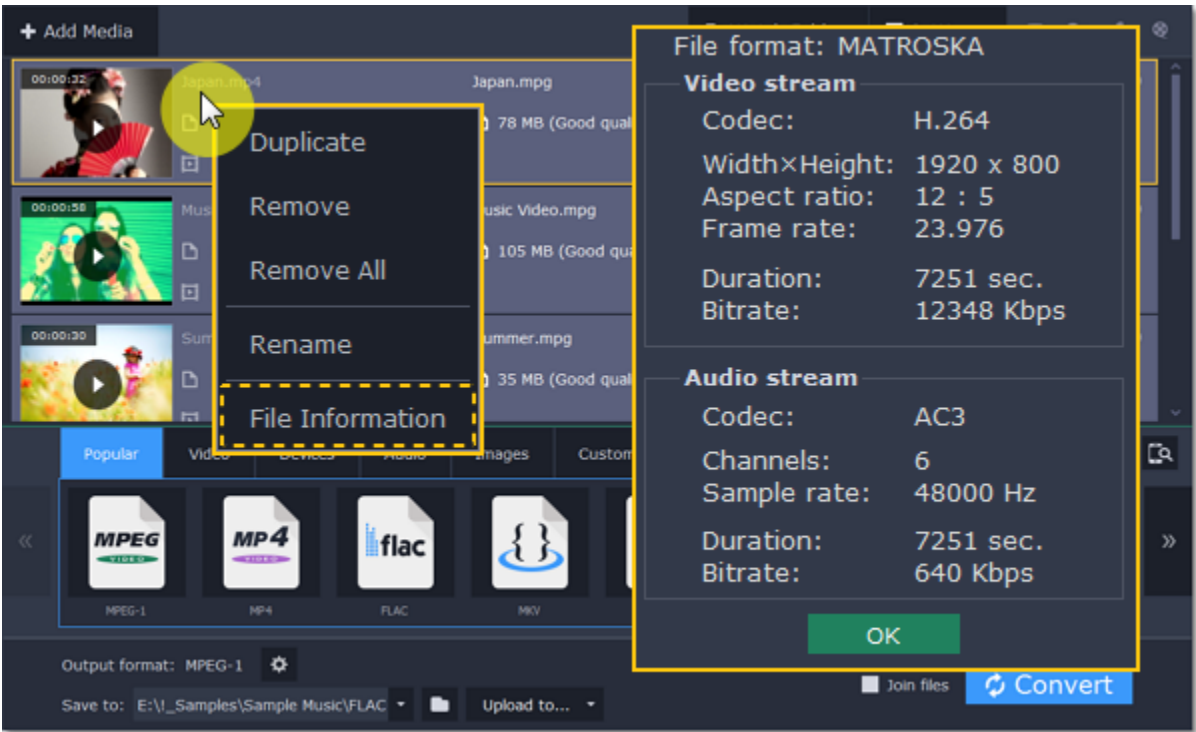 Add Media
00:00:32
Japan.mp4
Japan.mpg
78 MB (Good qual
00:00:58
Mus
usic Video.mpg
105 MB (Good qua
00:00:30
Sum
ummer.mpg
35 MB (Good qual
Duplicate
Remove
Remove All
Rename
File Information
File format: MATROSKA
Video stream
Codec: H.264
Width×Height: 1920 x 800
Aspect ratio: 12 : 5
Frame rate: 23.976
Duration: 7251 sec.
Bitrate: 12348 Kbps
Audio stream
Codec: AC3
Channels: 6
Sample rate: 48000 Hz
Duration: 7251 sec.
Bitrate: 640 Kbps
OK
Popular Video Devices Audio Images Custom
MPEG VIDEO
MP4 VIDEO
flac
MPEG-1 MP4 FLAC MKV
Output format: MPEG-1
Save to: E:\!_Samples\Sample Music\FLAC
Upload to...
Join files
Convert